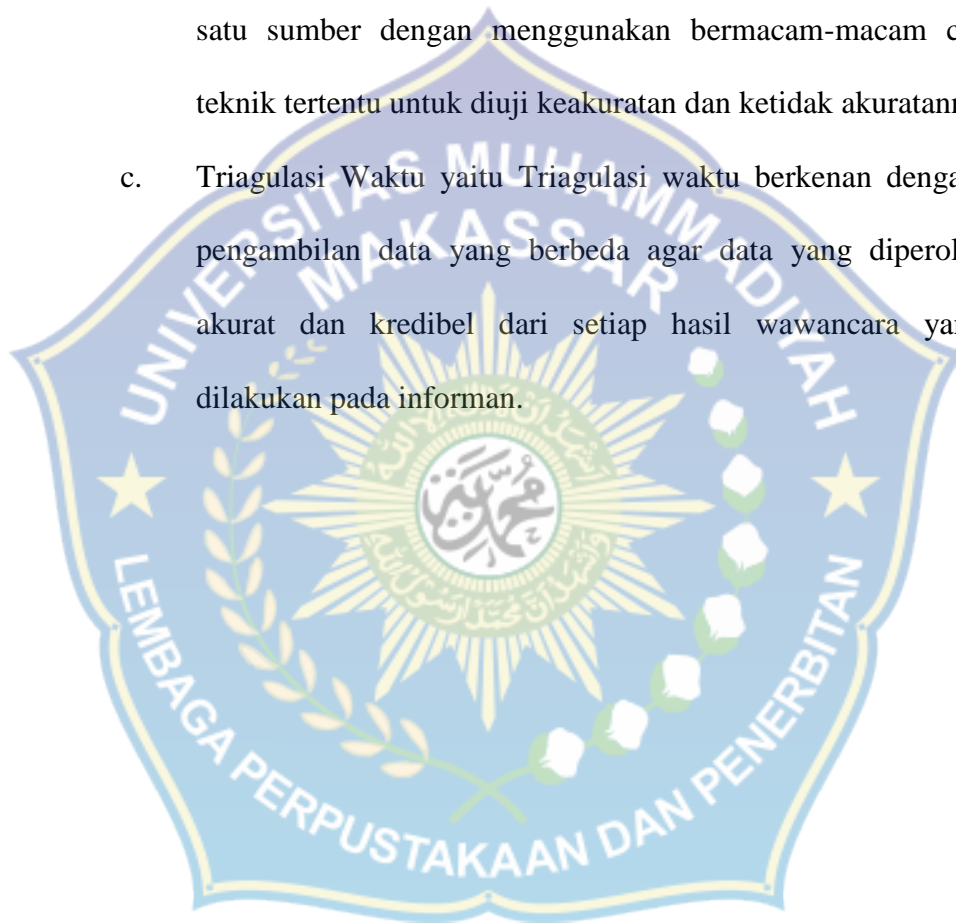 satu sumber dengan menggunakan bermacam-macam
teknik tertentu untuk diuji keakuratan dan ketidak
c. Triagulasi Waktu yaitu Triagulasi waktu berkenan
pengambilan data yang berbeda agar data yang
akurat dan kredibel dari setiap hasil wawancara
dilakukan pada informan.
UNIVERSITAS MUHAMMADIYAH
MAKASSAR
محمد
LEMBAGA PERPUSTAKAAN DAN PENERBITAN